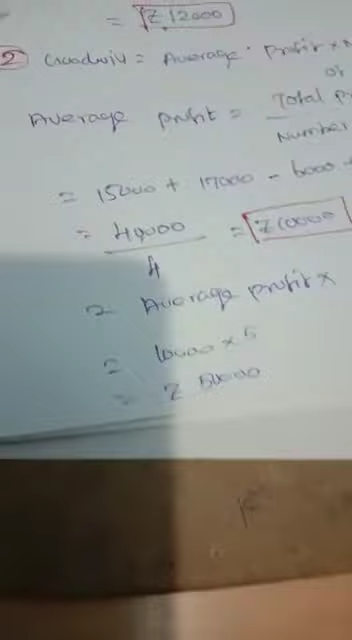 = ₹ 12000
2 Goodwill = Average Profit x
Average profit = Total
Number
= 15000 + 17000 - 6000
= 40000 = ₹ 10000
4
= Average profit x
= 10000 x 5
= ₹ 50000